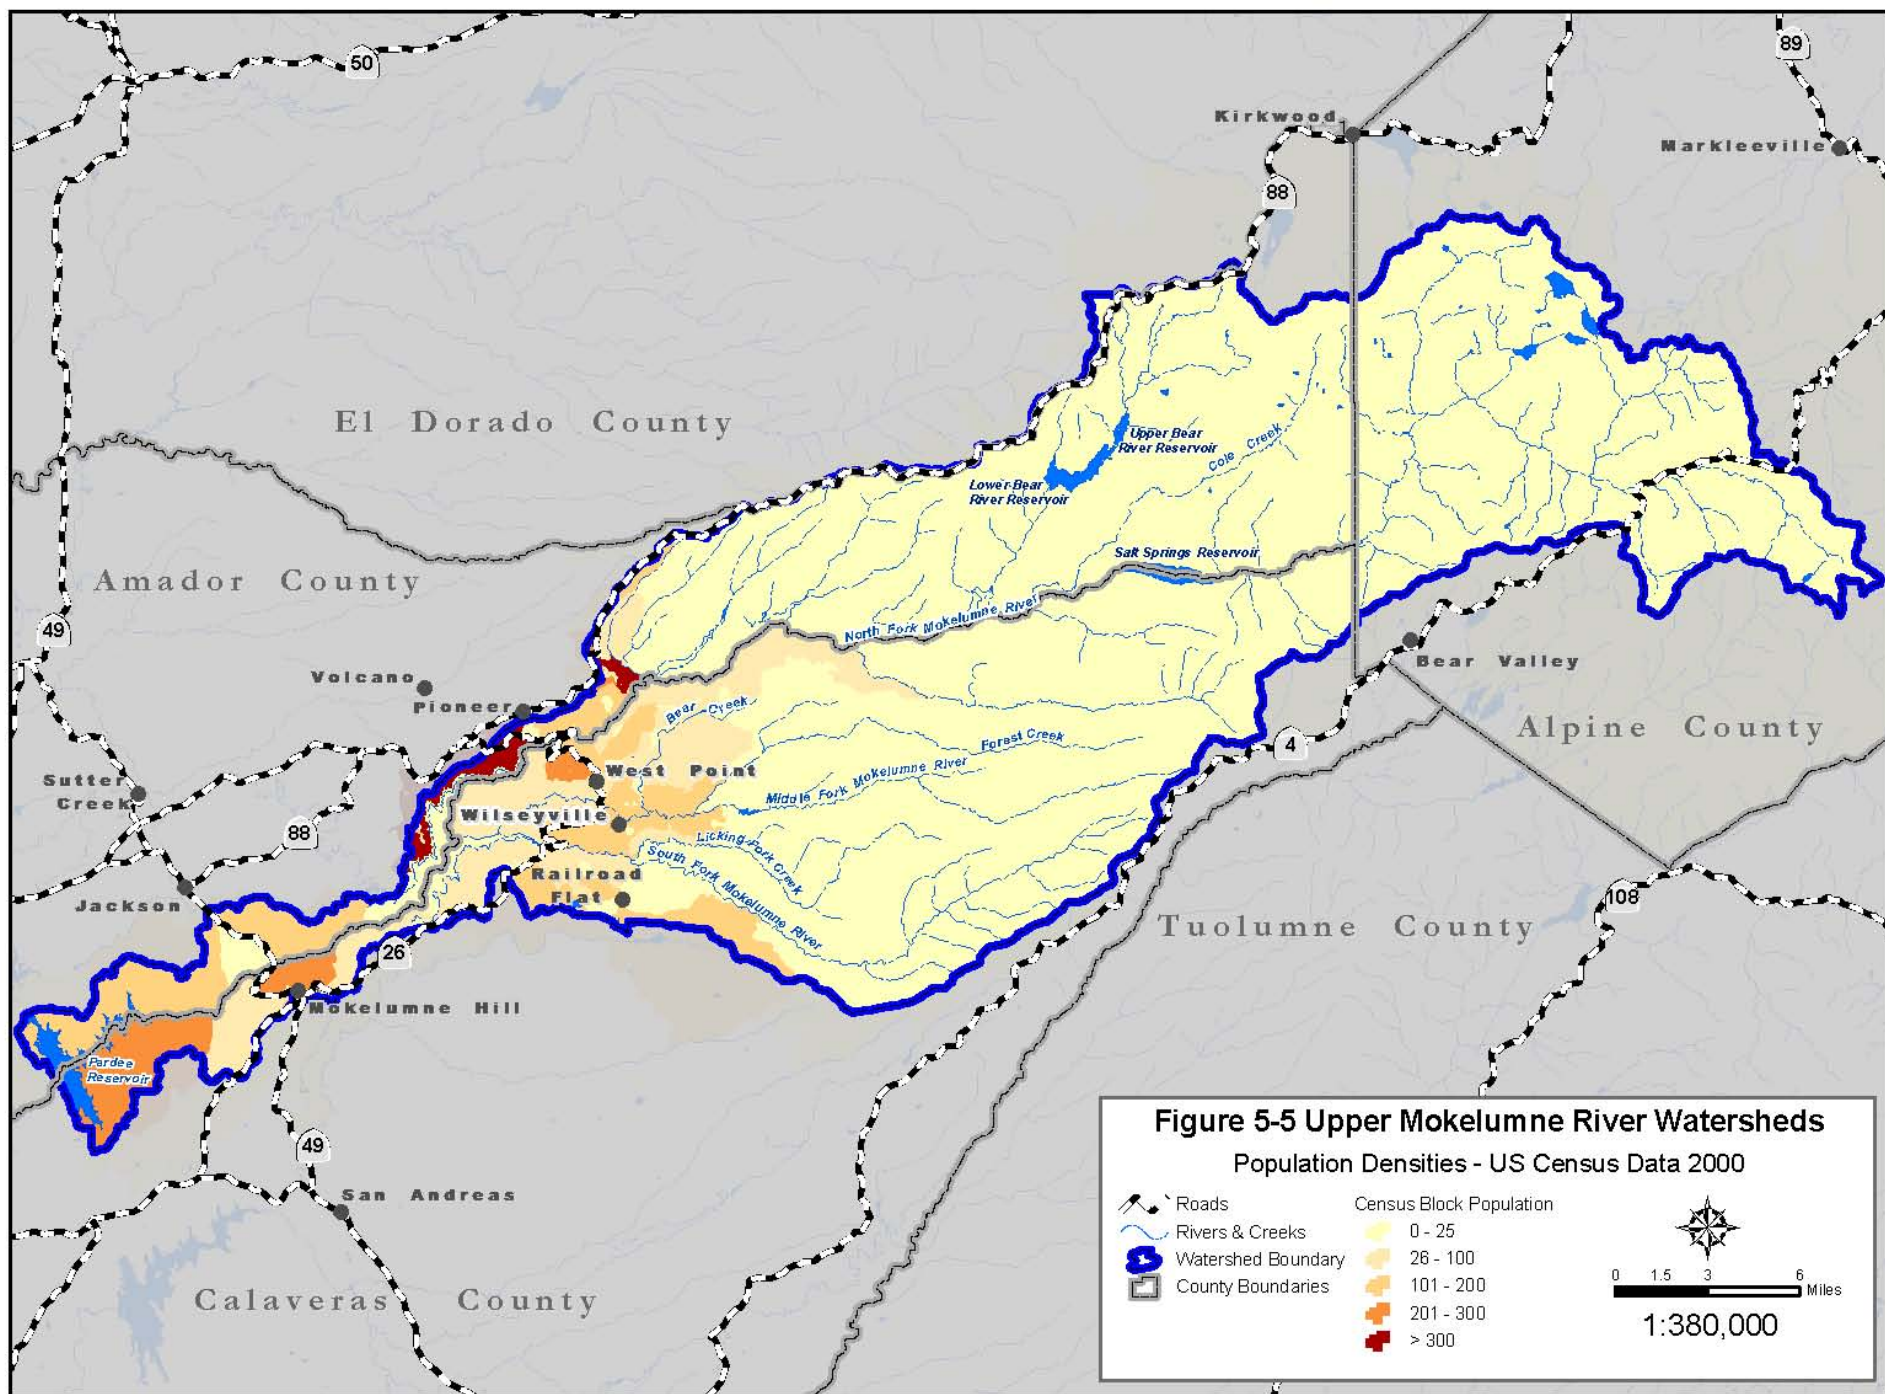 50
89
Kirkwood
Markleeville
88
El Dorado County
Upper Bear
River Reservoir
Cole Creek
Lower Bear
River Reservoir
Salt Springs Reservoir
Amador County
North Fork Mokelumne River
49
Volcano
Bear Valley
Pioneer
Bear Creek
Alpine County
Forest Creek
4
West Point
Middle Fork Mokelumne River
Sutter
Creek
Wilseyville
88
Licking Fork Creek
South Fork Mokelumne River
Railroad
Flat
Jackson
108
Tuolumne County
26
Mokelumne Hill
Pardee
Reservoir
49
San Andreas
Calaveras County
Figure 5-5 Upper Mokelumne River Watersheds
Population Densities - US Census Data 2000
Roads
Rivers & Creeks
Watershed Boundary
County Boundaries
Census Block Population
0 - 25
26 - 100
101 - 200
201 - 300
> 300
0 1.5 3 6
Miles
1:380,000